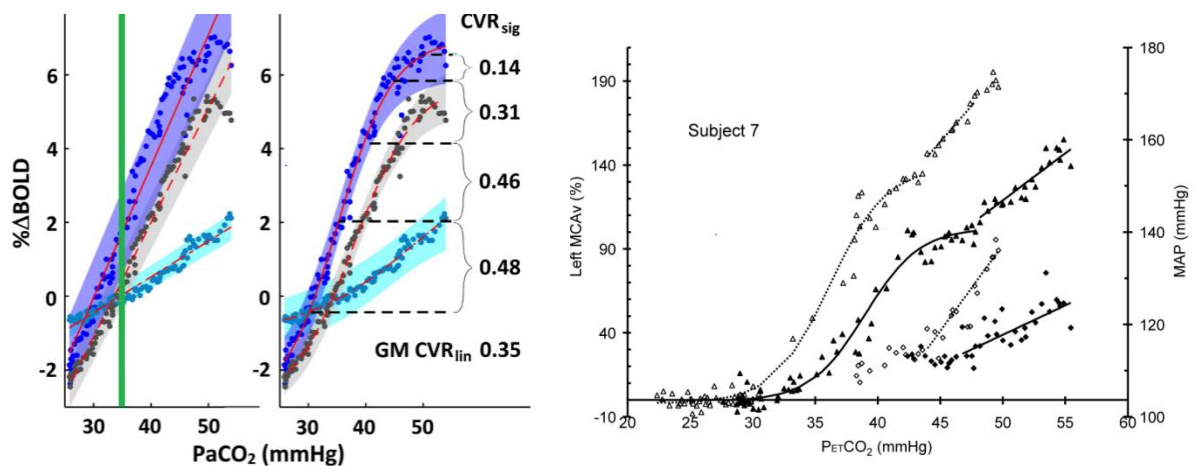 CVRsig
0.14
0.31
0.46
0.48
GM CVRlin 0.35
%ΔBOLD
6
4
2
0
-2
30 40 50
30 40 50
PaCO2 (mmHg)
Subject 7
Left MCAv (%)
190
140
90
40
-10
MAP (mmHg)
180
160
140
120
100
20 25 30 35 40 45 50 55 60
PETCO2 (mmHg)